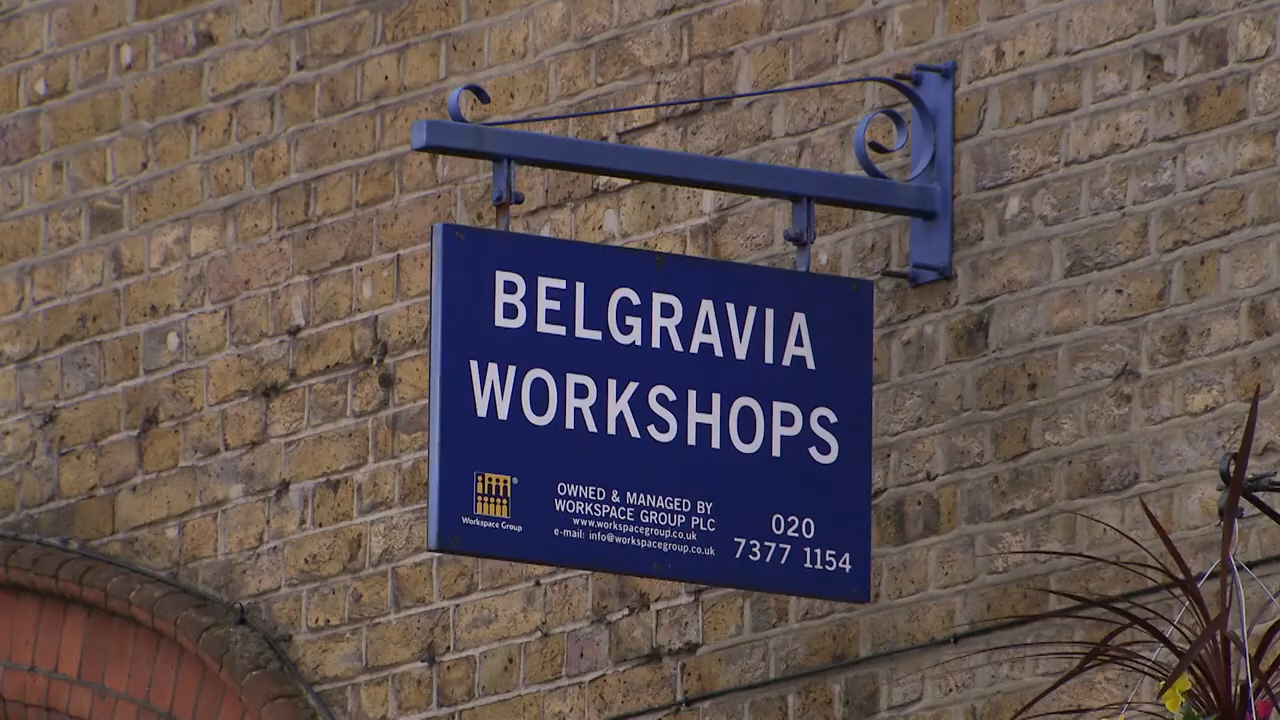 BELGRAVIA
WORKSHOPS
Workspace Group
OWNED & MANAGED BY
WORKSPACE GROUP PLC
www.workspacegroup.co.uk
e-mail: info@workspacegroup.co.uk
020
7377 1154